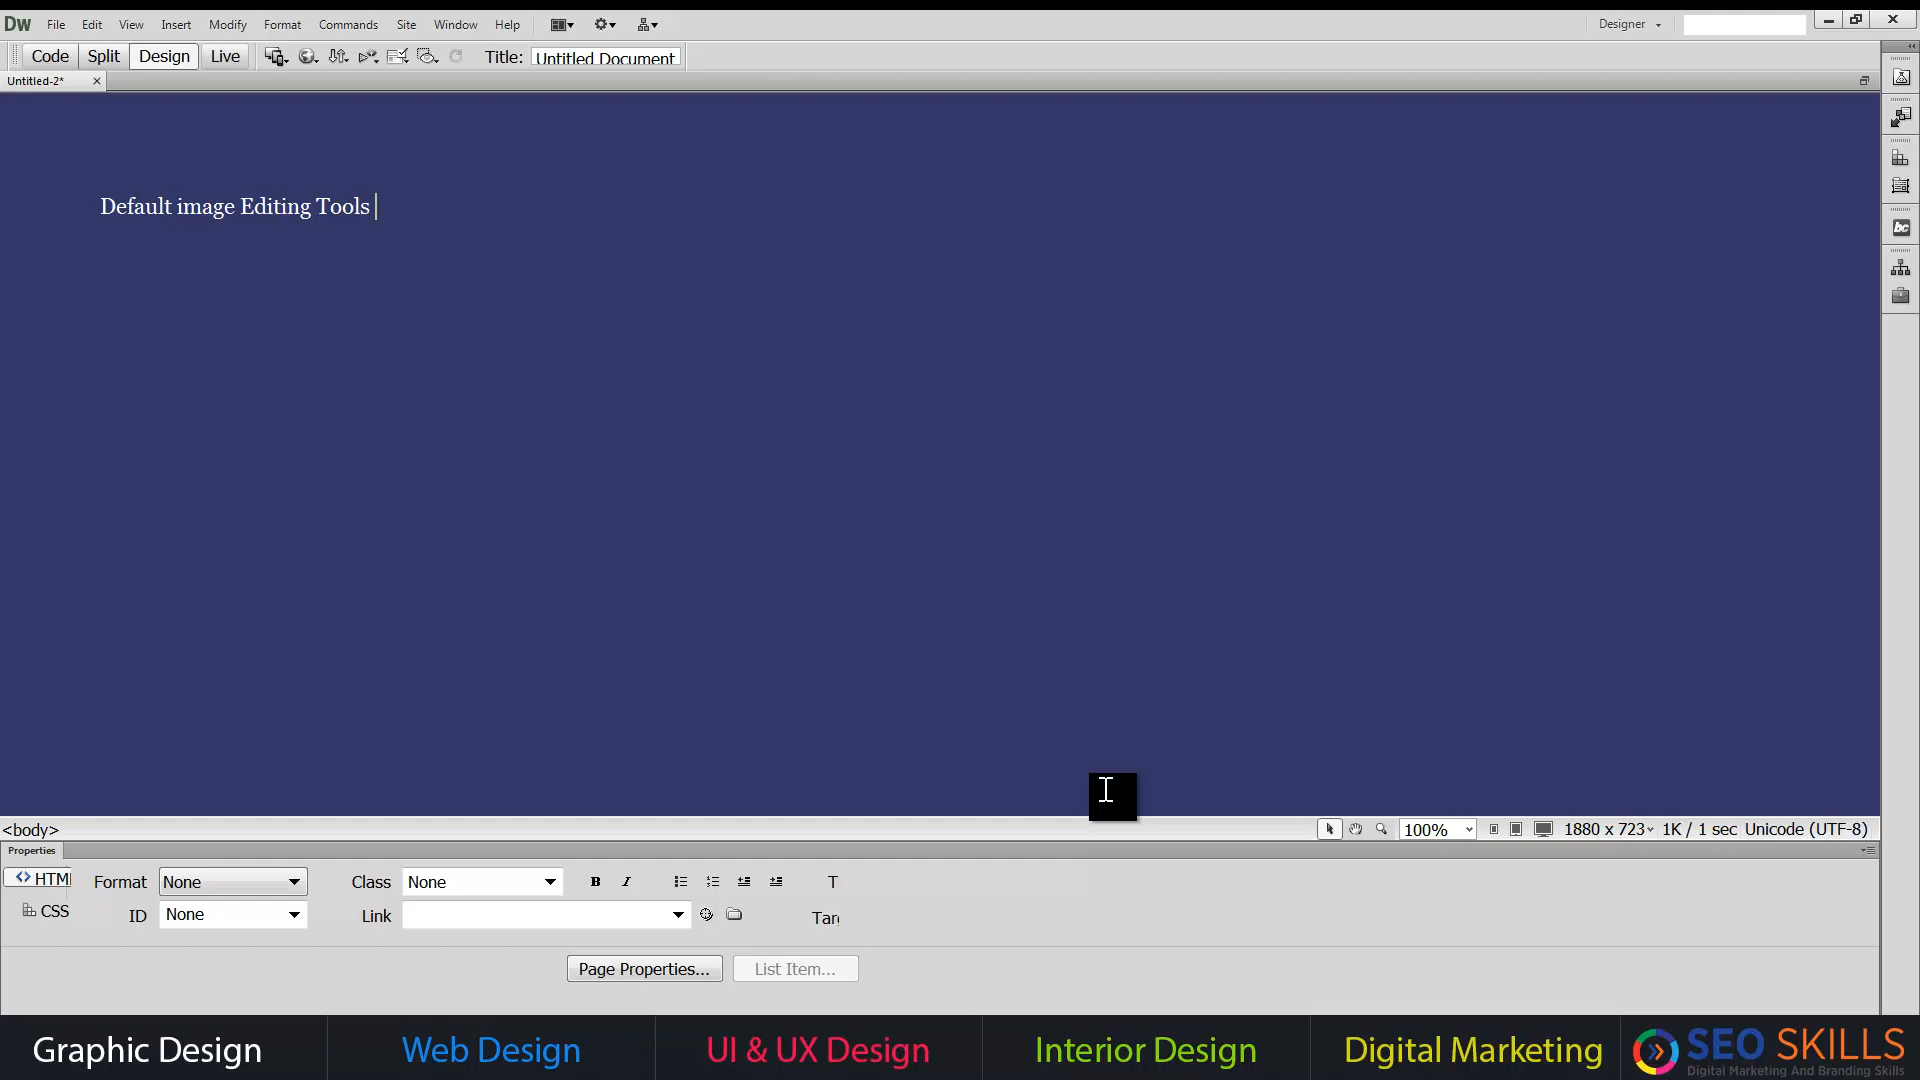 Dw File Edit View Insert Modify Format Commands Site Window Help Designer
Code Split Design Live Title: Untitled Document
Untitled-2*
Default image Editing Tools
bc
<body> 100% 1880 x 723 1K / 1 sec Unicode (UTF-8)
Properties
HTM Format None Class None B I T
CSS ID None Link Targ
Page Properties... List Item...
Graphic Design Web Design UI & UX Design Interior Design Digital Marketing SEO SKILLS
Digital Marketing And Branding Skills